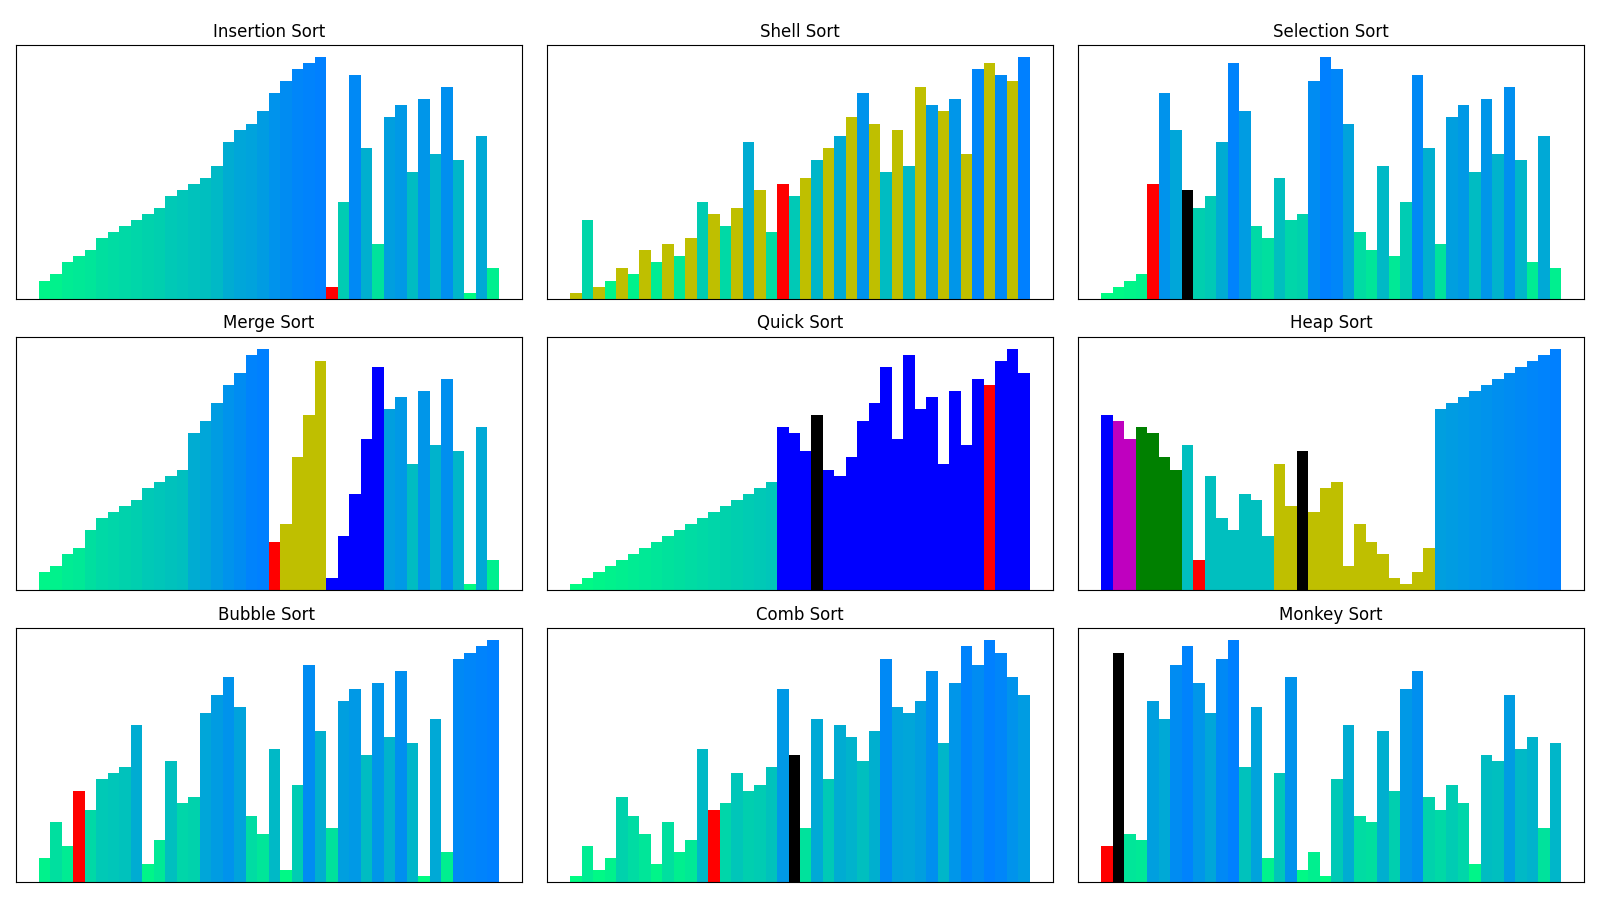 Insertion Sort
Shell Sort
Selection Sort
Merge Sort
Quick Sort
Heap Sort
Bubble Sort
Comb Sort
Monkey Sort